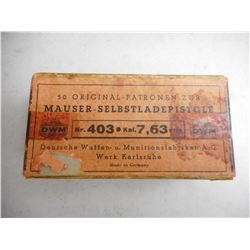 50 ORIGINAL-PATRONEN ZUR
MAUSER-SELBSTLADEPISTOLE
DWM Nr. 403 Kal. 7,63 DWM
Deutsche Waffen- u. Munitionsfabriken A-G
Werk Karlsruhe
Made in Germany